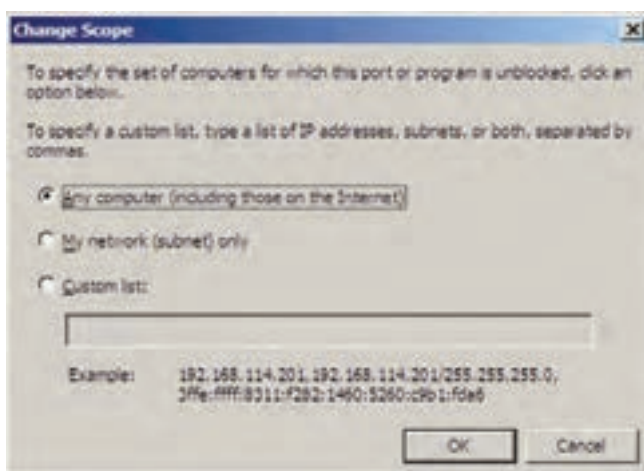 Change Scope
To specify the set of computers for which this port or program is unblocked, click an
option below.
To specify a custom list, type a list of IP addresses, subnets, or both, separated by
commas.
Any computer (including those on the Internet)
My network (subnet) only
Custom list:
Example: 192.168.114.201,192.168.114.201/255.255.255.0,
3ffe:ffff:8311:f282:1460:5260:c9b1:fda6
OK Cancel